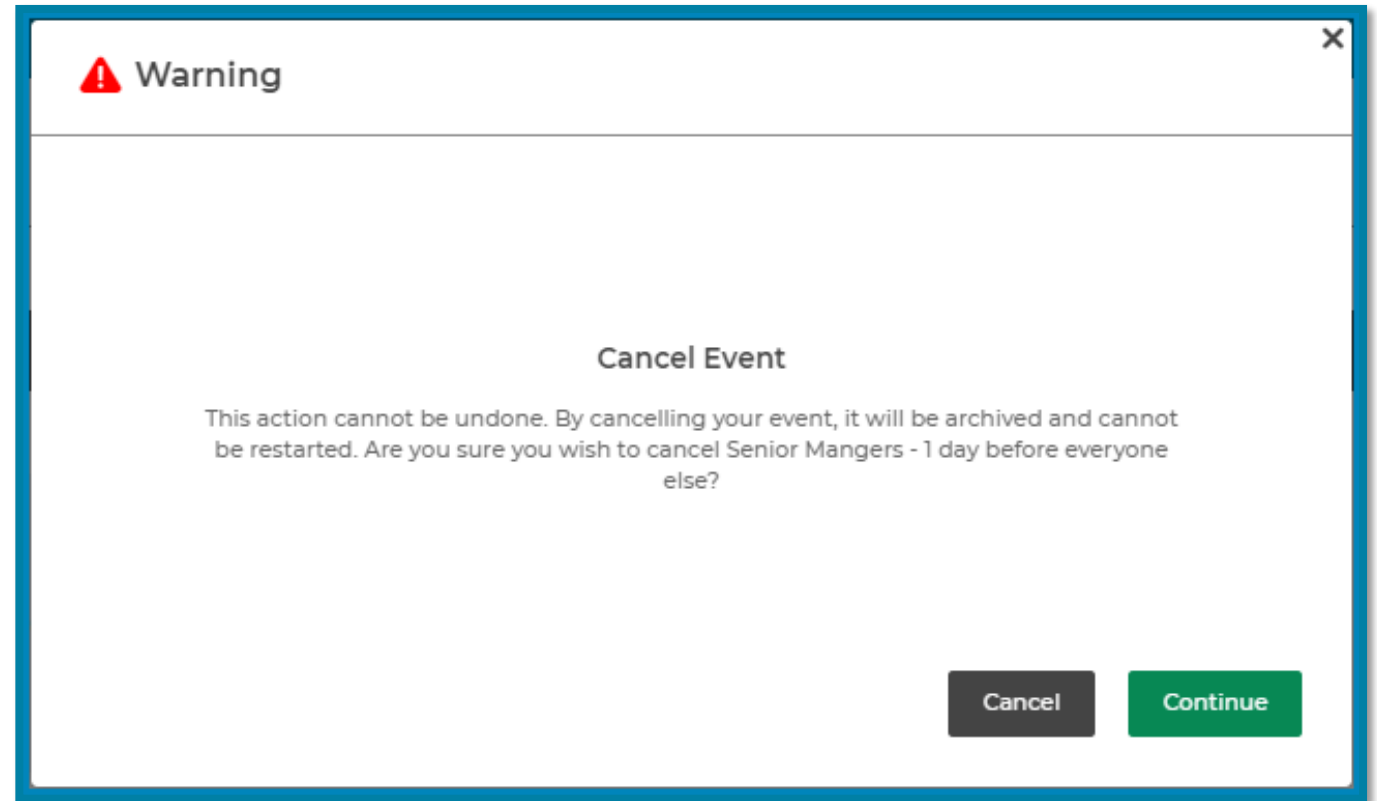 Warning
Cancel Event
This action cannot be undone. By cancelling your event, it will be archived and cannot
be restarted. Are you sure you wish to cancel Senior Mangers - 1 day before everyone
else?
Cancel
Continue